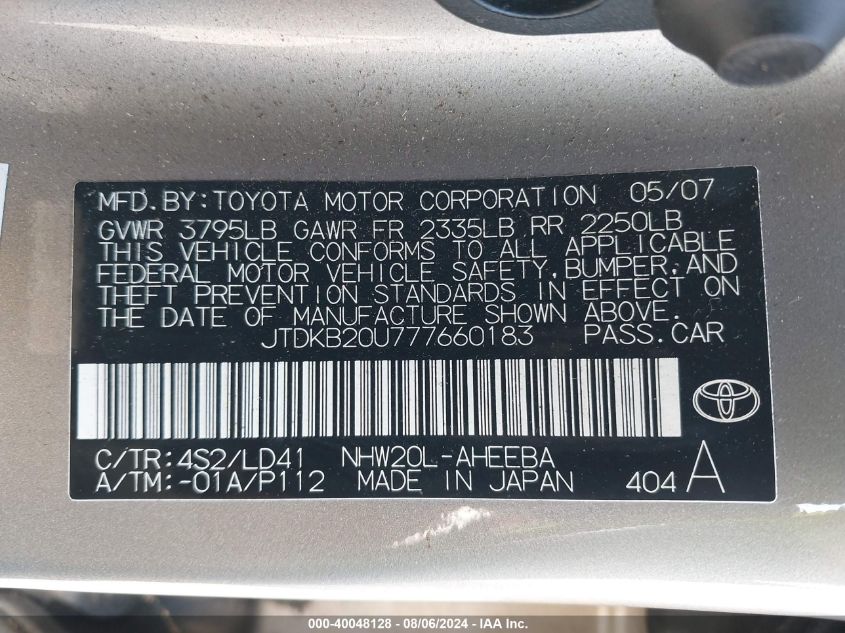 MFD.BY:TOYOTA MOTOR CORPORATION 05/07
GVWR 3795LB GAWR FR 2335LB RR 2250LB
THIS VEHICLE CONFORMS TO ALL APPLICABLE
FEDERAL MOTOR VEHICLE SAFETY,BUMPER,AND
THEFT PREVENTION STANDARDS IN EFFECT ON
THE DATE OF MANUFACTURE SHOWN ABOVE.
JTDKB20U777660183 PASS.CAR
C/TR:4S2/LD41 NHW20L-AHEEBA
A/TM:-01A/P112 MADE IN JAPAN 404 A
000-40048128 - 08/06/2024 - IAA Inc.